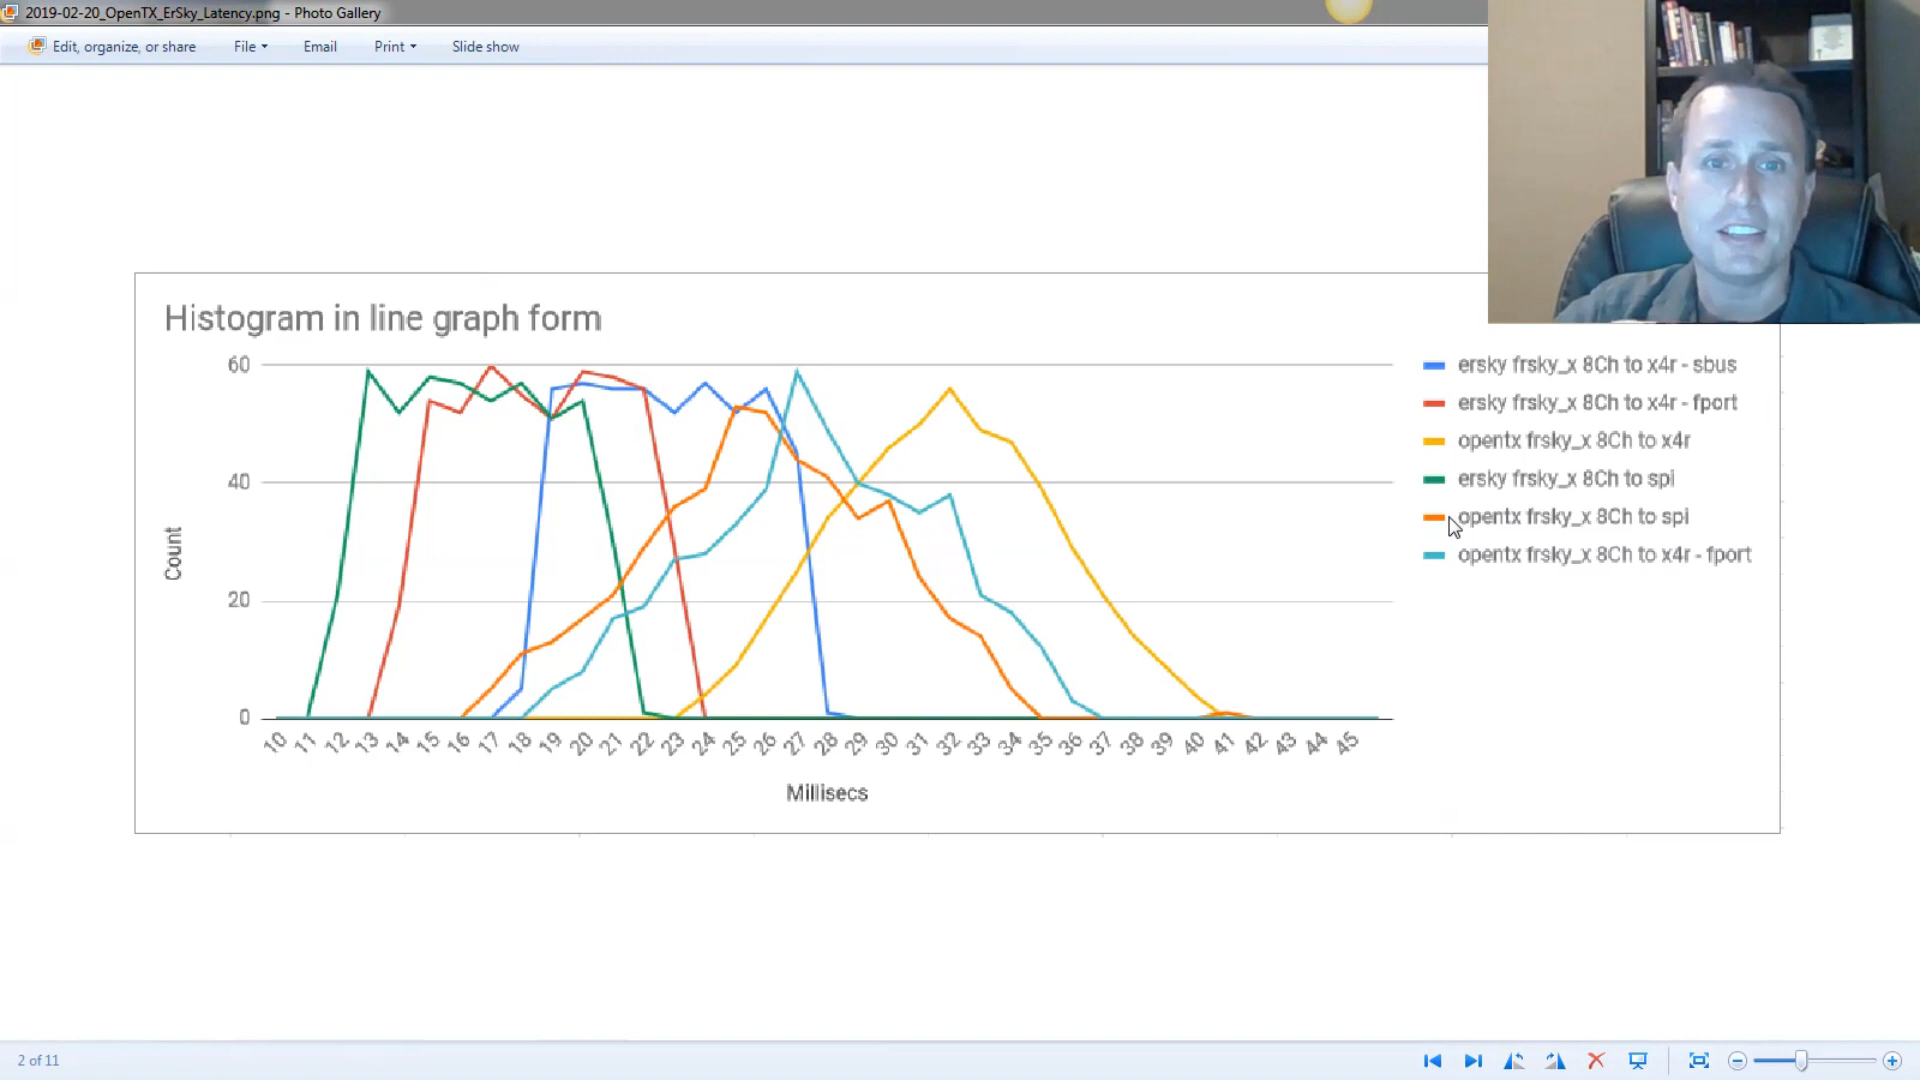 2019-02-20_OpenTX_ErSky_Latency.png - Photo Gallery
Edit, organize, or share File Email Print Slide show
Histogram in line graph form
60
40
20
0
Count
10 11 12 13 14 15 16 17 18 19 20 21 22 23 24 25 26 27 28 29 30 31 32 33 34 35 36 37 38 39 40 41 42 43 44 45
Millisecs
ersky frsky_x 8Ch to x4r - sbus
ersky frsky_x 8Ch to x4r - fport
opentx frsky_x 8Ch to x4r
ersky frsky_x 8Ch to spi
opentx frsky_x 8Ch to spi
opentx frsky_x 8Ch to x4r - fport
2 of 11